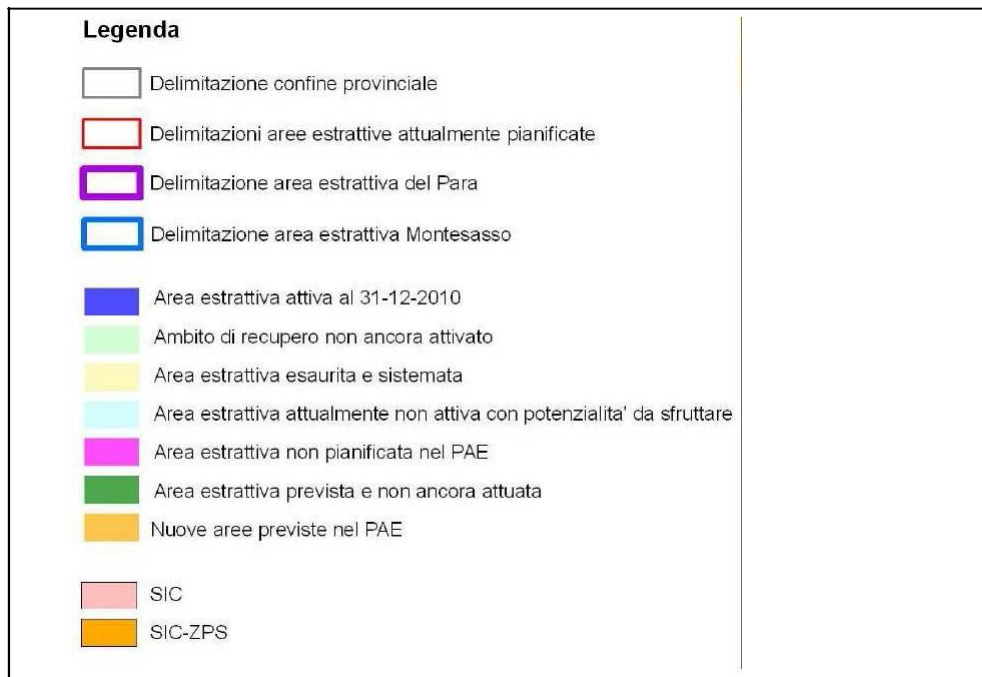 Legenda
Delimitazione confine provinciale
Delimitazioni aree estrattive attualmente pianificate
Delimitazione area estrattiva del Para
Delimitazione area estrattiva Montesasso
Area estrattiva attiva al 31-12-2010
Ambito di recupero non ancora attivato
Area estrattiva esaurita e sistemata
Area estrattiva attualmente non attiva con potenzialita' da sfruttare
Area estrattiva non pianificata nel PAE
Area estrattiva prevista e non ancora attuata
Nuove aree previste nel PAE
SIC
SIC-ZPS